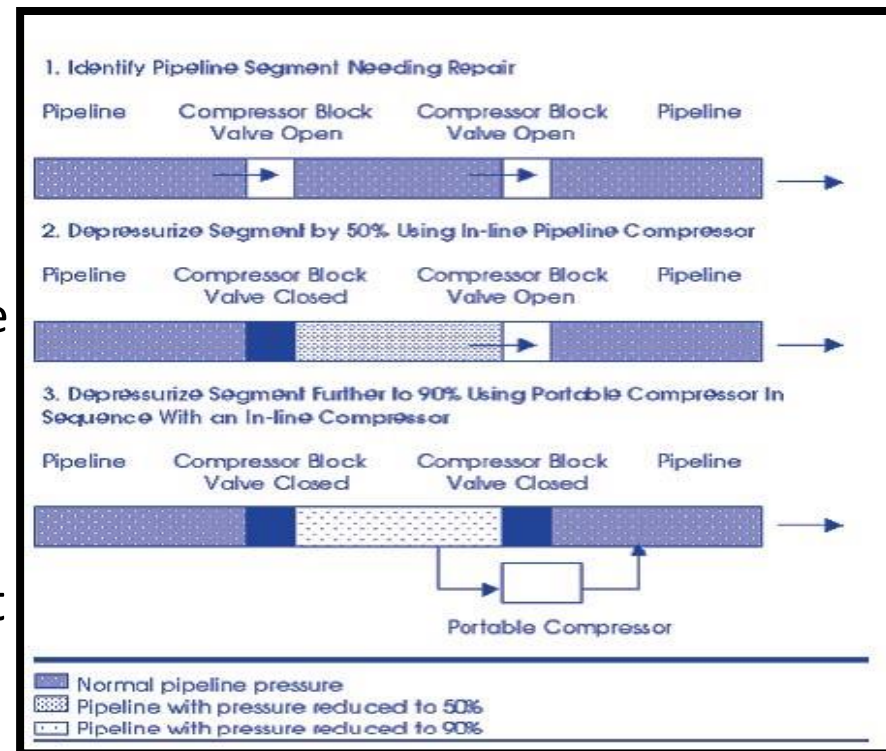 1. Identify Pipeline Segment Needing Repair
Pipeline Compressor Block Compressor Block Pipeline
Valve Open Valve Open
2. Depressurize Segment by 50% Using In-line Pipeline Compressor
Pipeline Compressor Block Compressor Block Pipeline
Valve Closed Valve Open
e
3. Depressurize Segment Further to 90% Using Portable Compressor In
Sequence With an In-line Compressor
Pipeline Compressor Block Compressor Block Pipeline
Valve Closed Valve Closed
t
Portable Compressor
Normal pipeline pressure
Pipeline with pressure reduced to 50%
Pipeline with pressure reduced to 90%